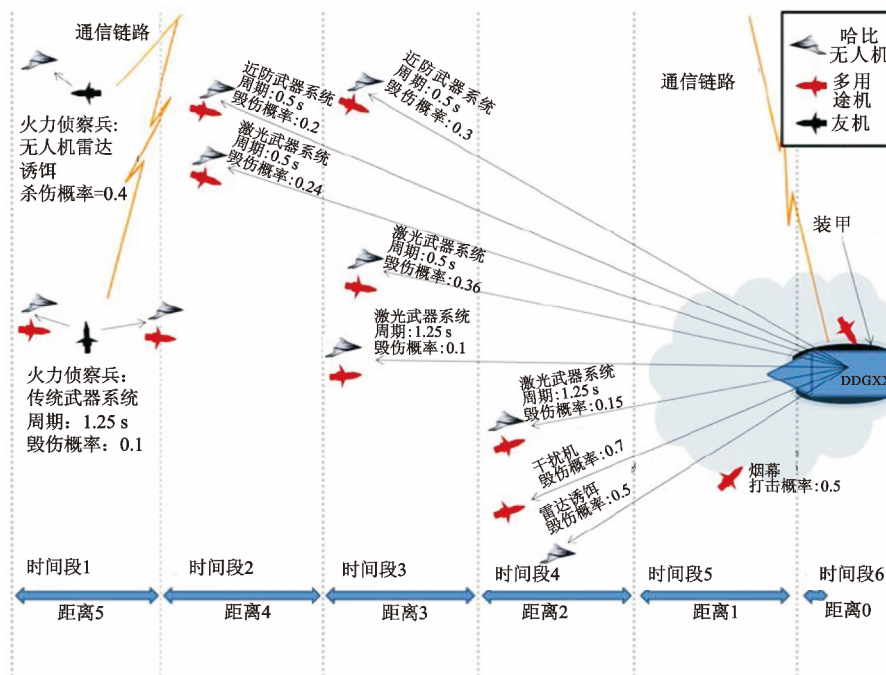 通信链路
火力侦察兵:
无人机雷达
诱饵
杀伤概率=0.4
近防武器系统
周期:0.5 s
毁伤概率:0.2
激光武器系统
周期:0.5 s
毁伤概率:0.24
近防武器系统
周期:0.5 s
毁伤概率:0.3
通信链路
哈比
无人机
多用
途机
友机
装甲
激光武器系统
周期:0.5 s
毁伤概率:0.36
激光武器系统
周期:1.25 s
毁伤概率:0.1
火力侦察兵：
传统武器系统
周期：1.25 s
毁伤概率：0.1
激光武器系统
周期:1.25 s
毁伤概率:0.15
干扰机
毁伤概率:0.7
雷达诱饵
毁伤概率:0.5
DDGXX
烟幕
打击概率:0.5
时间段1
时间段2
时间段3
时间段4
时间段5
时间段6
距离5
距离4
距离3
距离2
距离1
距离0